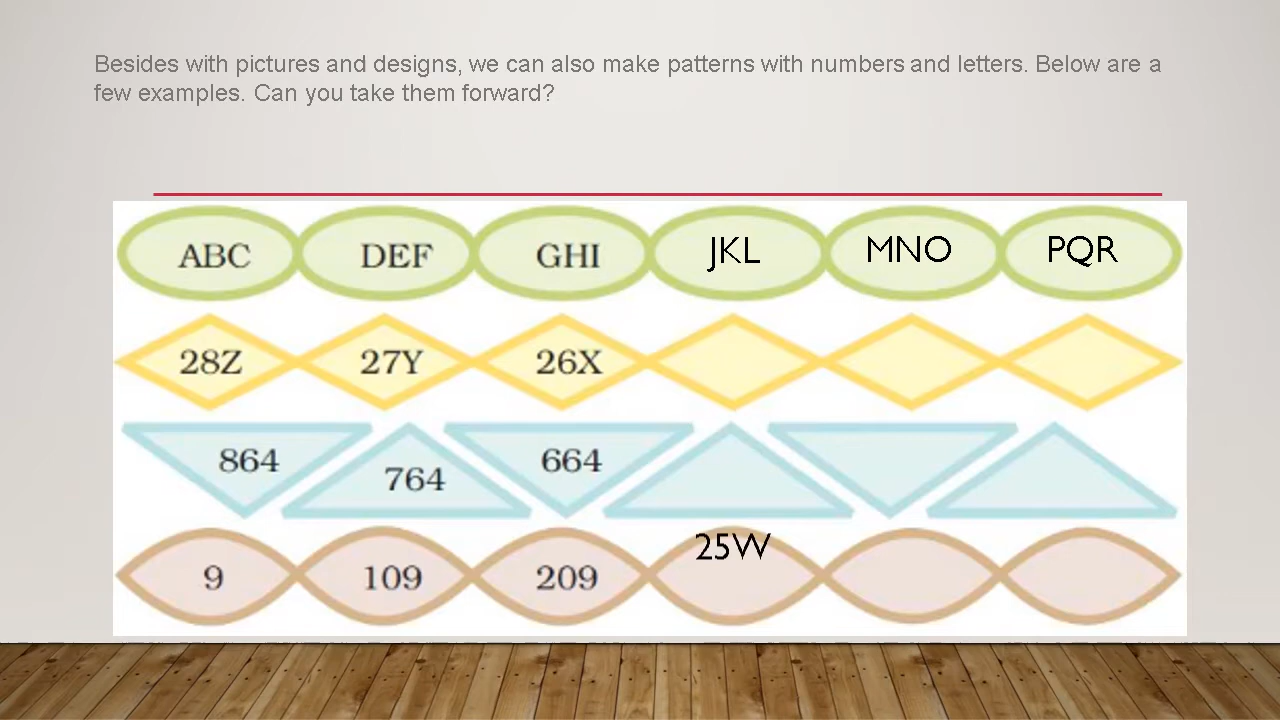 Besides with pictures and designs, we can also make patterns with numbers and letters. Below are a
few examples. Can you take them forward?
ABC DEF GHI JKL MNO PQR
28Z 27Y 26X
864 764 664
25W
9 109 209